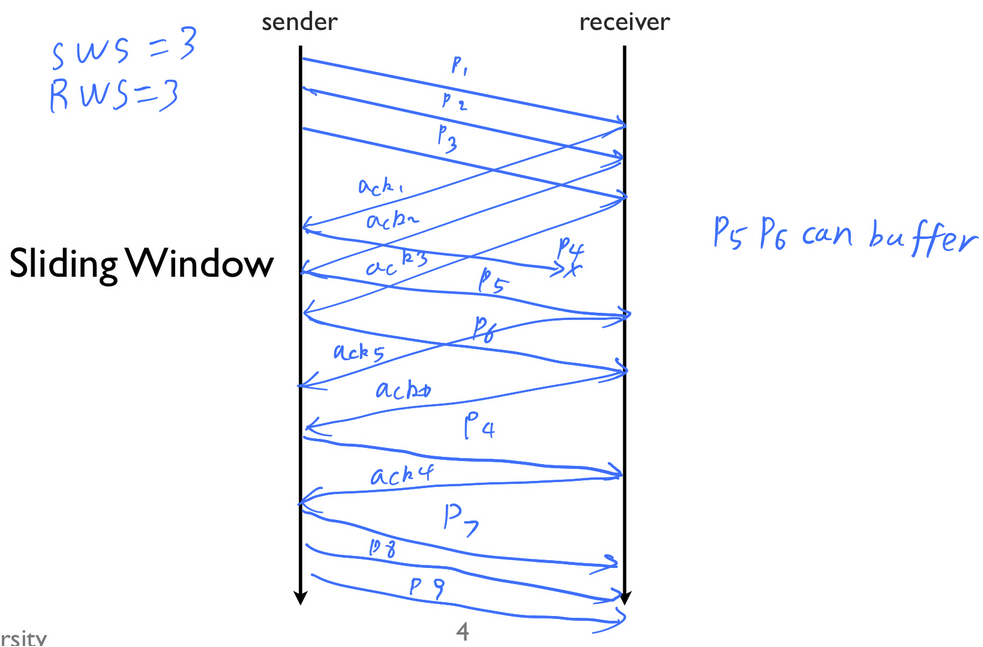 sender
receiver
SWS = 3
RWS=3
P1
P2
P3
ack1
ack2
P5 P6 can buffer
P4
x
Sliding Window
ack3
P5
P6
ack5
P4
ack4
P7
P8
P9
4
rsity